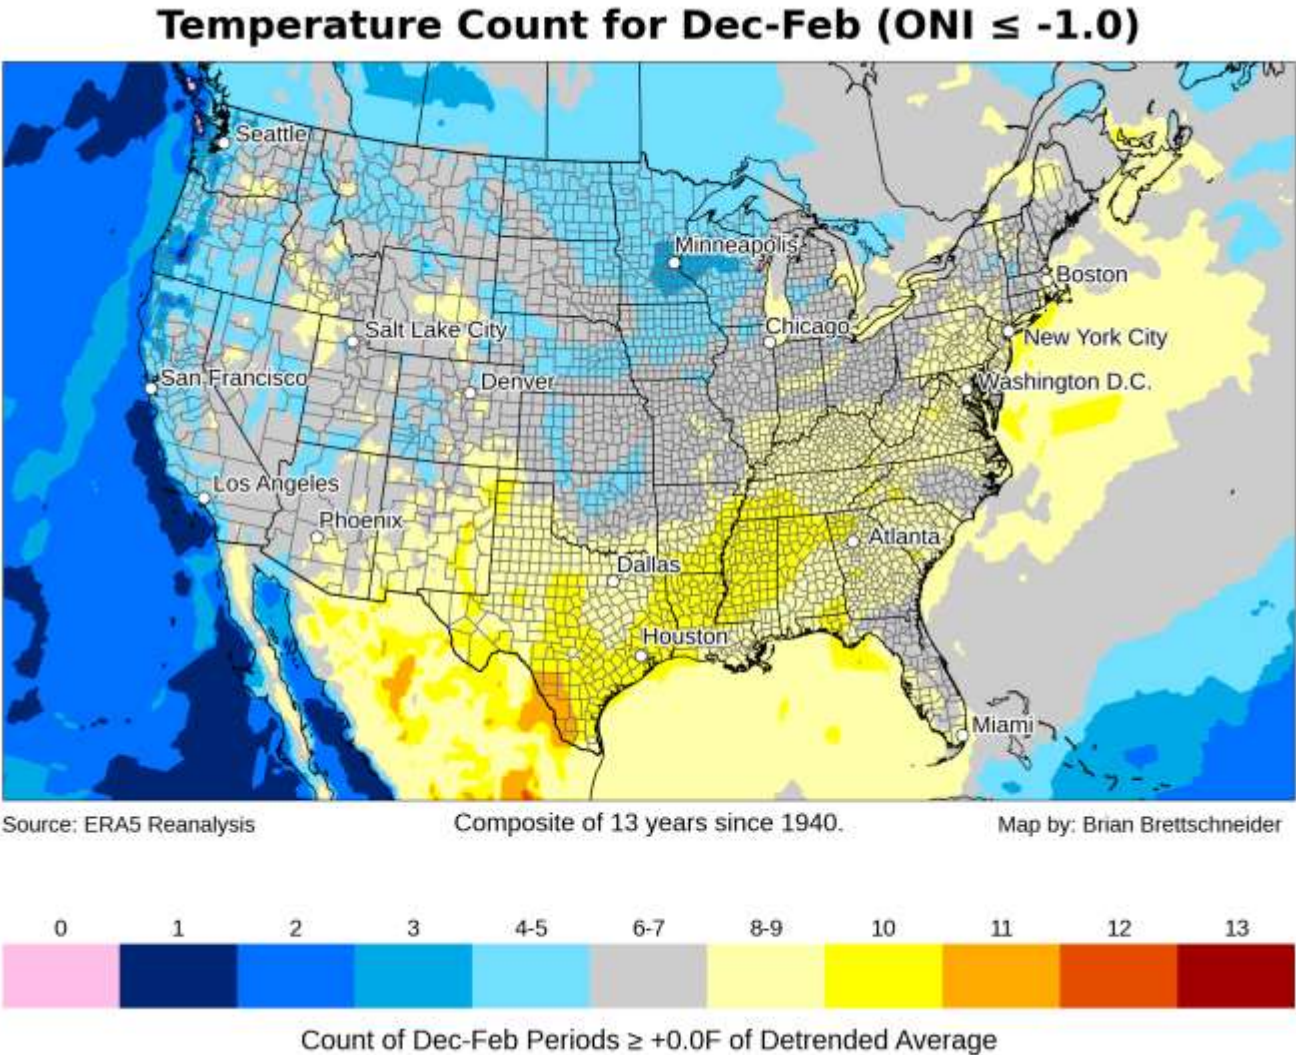 Temperature Count for Dec-Feb (ONI ≤ -1.0)
Seattle
Minneapolis
Boston
Salt Lake City
Chicago
New York City
San Francisco
Denver
Washington D.C.
Los Angeles
Phoenix
Atlanta
Dallas
Houston
Miami
Source: ERA5 Reanalysis
Composite of 13 years since 1940.
Map by: Brian Brettschneider
0 1 2 3 4-5 6-7 8-9 10 11 12 13
Count of Dec-Feb Periods ≥ +0.0F of Detrended Average